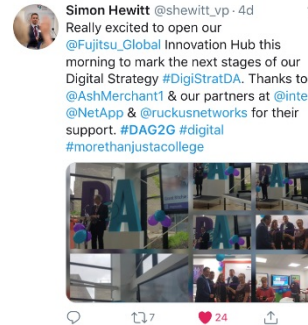 Simon Hewitt @shewitt_vp · 4d
Really excited to open our
@Fujitsu_Global Innovation Hub this
morning to mark the next stages of our
Digital Strategy #DigiStratDA. Thanks to
@AshMerchant1 & our partners at @inte
@NetApp & @ruckusnetworks for their
support. #DAG2G #digital
#morethanjustacollege
DA
7
24